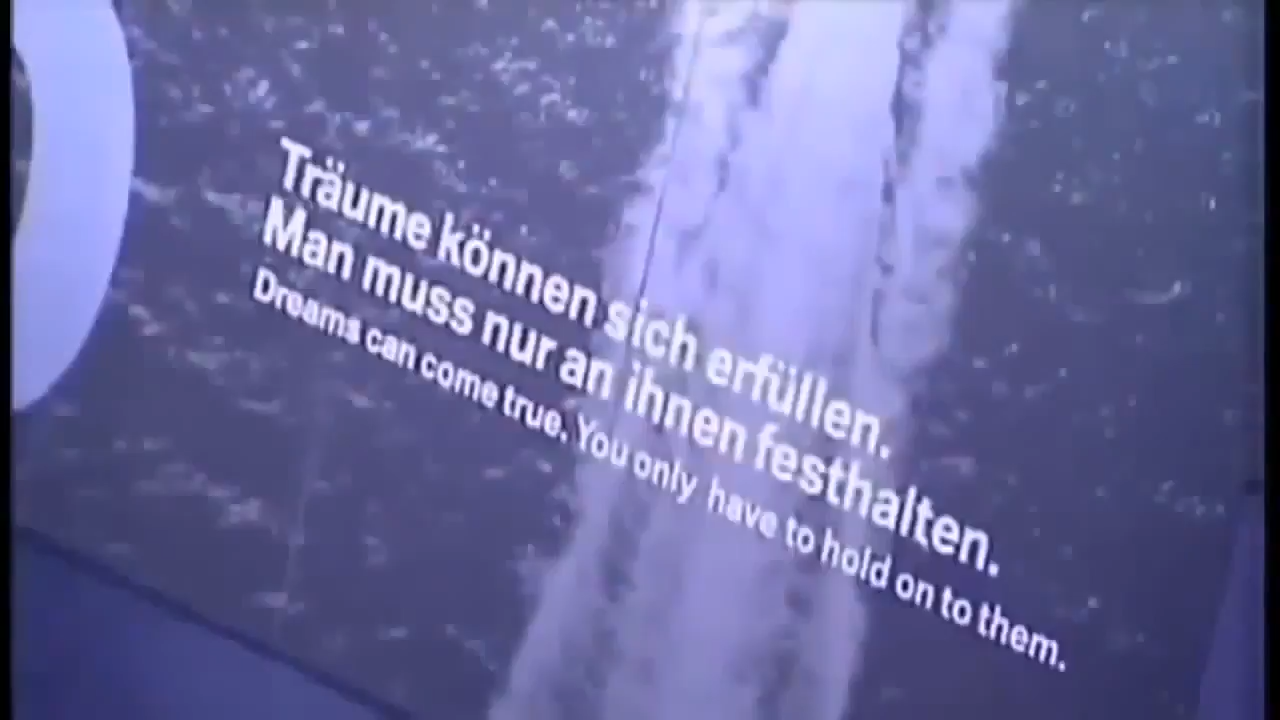 Träume können sich erfüllen.
Man muss nur an ihnen festhalten.
Dreams can come true. You only have to hold on to them.